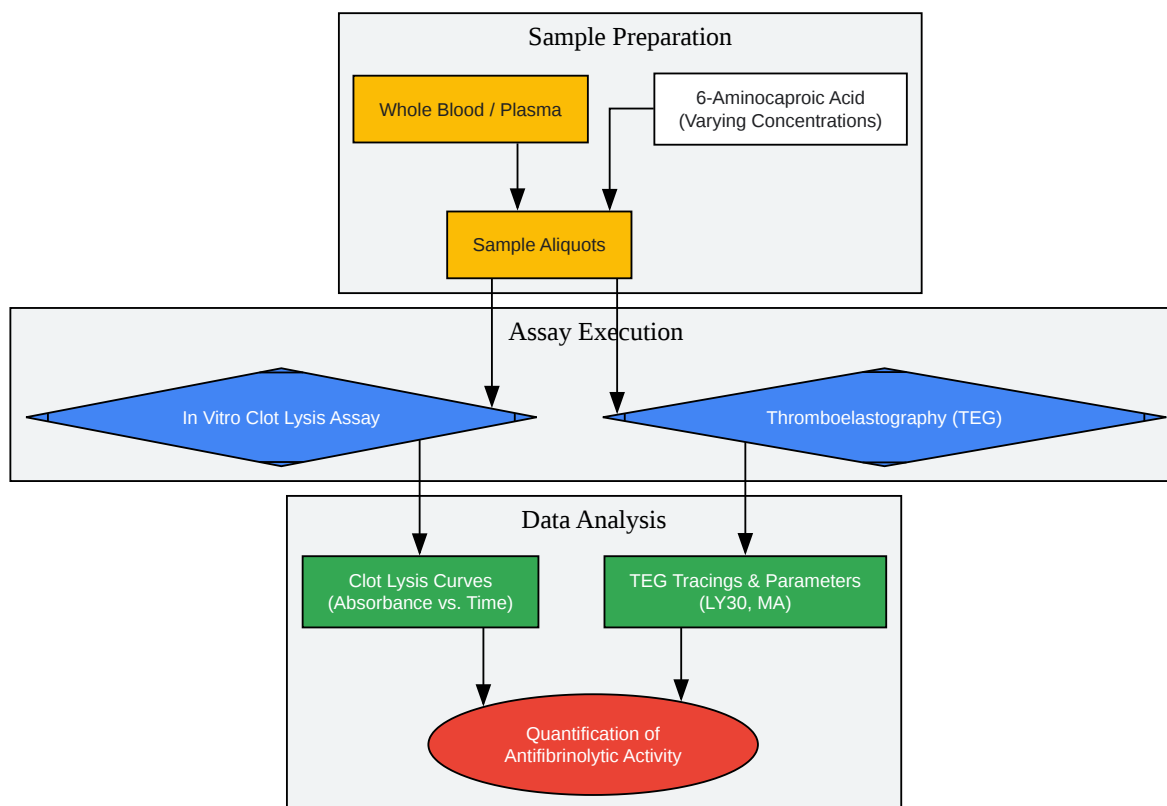 Sample Preparation
Whole Blood / Plasma
6-Aminocaproic Acid
(Varying Concentrations)
Sample Aliquots
Assay Execution
In Vitro Clot Lysis Assay
Thromboelastography (TEG)
Data Analysis
Clot Lysis Curves
(Absorbance vs. Time)
TEG Tracings & Parameters
(LY30, MA)
Quantification of
Antifibrinolytic Activity